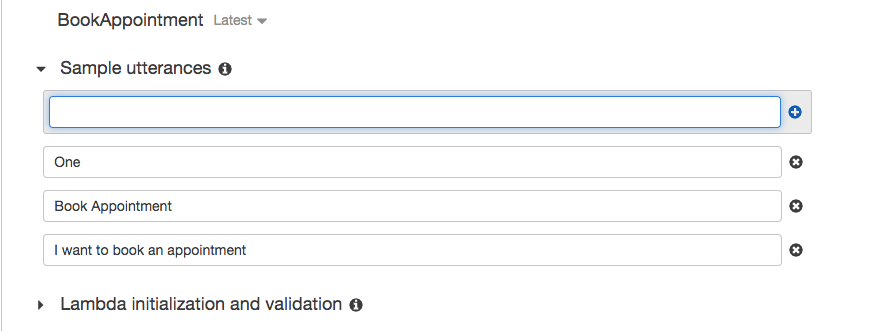 BookAppointment Latest
Sample utterances
One
Book Appointment
I want to book an appointment
Lambda initialization and validation